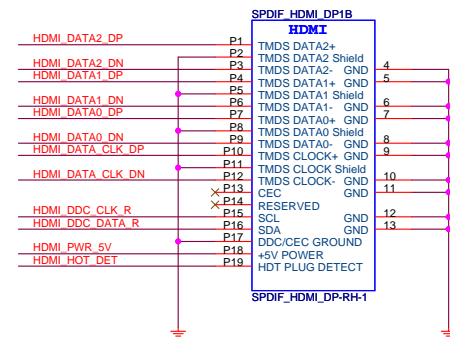 SPDIF_HDMI_DP1B
HDMI
HDMI_DATA2_DP P1 TMDS DATA2+
P2 TMDS DATA2 Shield
HDMI_DATA2_DN P3 TMDS DATA2- GND 4
HDMI_DATA1_DP P4 TMDS DATA1+ GND 5
P5 TMDS DATA1 Shield
HDMI_DATA1_DN P6 TMDS DATA1- GND 6
HDMI_DATA0_DP P7 TMDS DATA0+ GND 7
P8 TMDS DATA0 Shield
HDMI_DATA0_DN P9 TMDS DATA0- GND 8
HDMI_DATA_CLK_DP P10 TMDS CLOCK+ GND 9
P11 TMDS CLOCK Shield
HDMI_DATA_CLK_DN P12 TMDS CLOCK- GND 10
P13 CEC GND 11
P14 RESERVED
HDMI_DDC_CLK_R P15 SCL GND 12
HDMI_DDC_DATA_R P16 SDA GND 13
P17 DDC/CEC GROUND
HDMI_PWR_5V P18 +5V POWER
HDMI_HOT_DET P19 HDT PLUG DETECT
SPDIF_HDMI_DP-RH-1